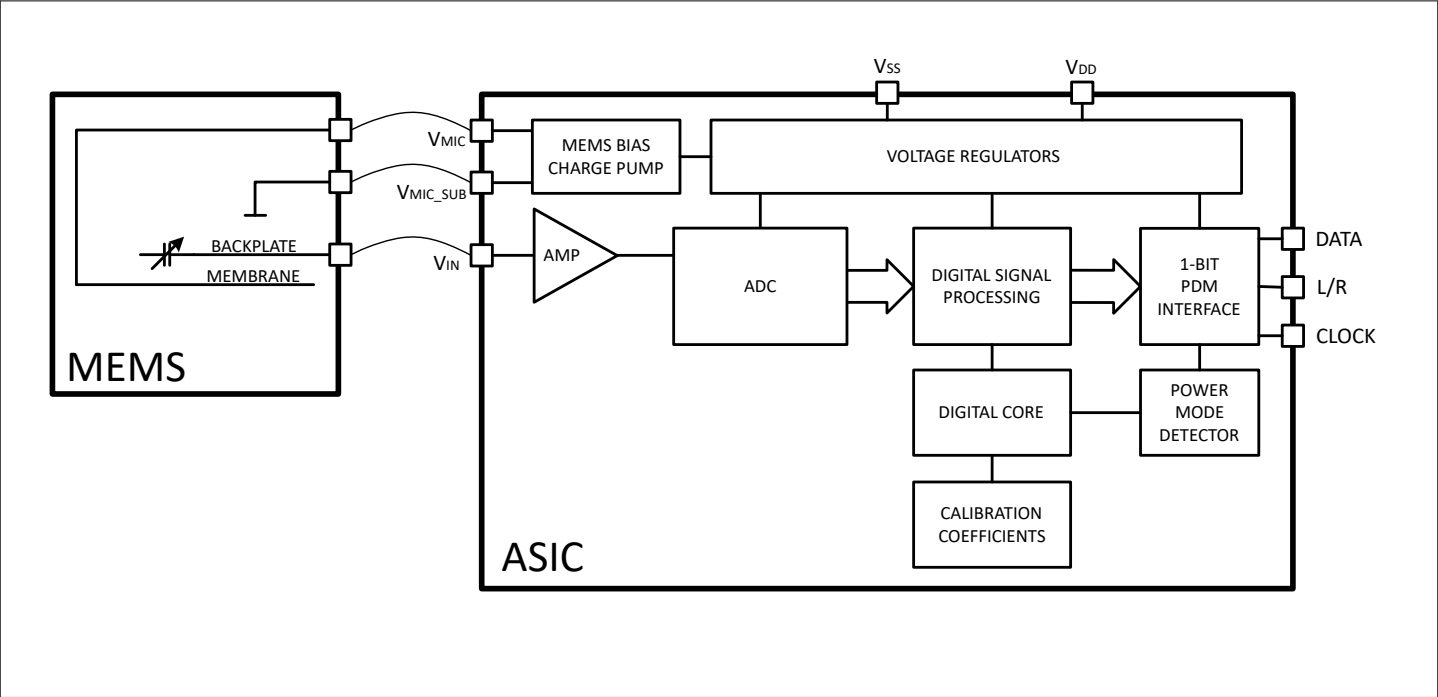 VSS
VDD
VMIC
MEMS BIAS
CHARGE PUMP
VOLTAGE REGULATORS
VMIC_SUB
BACKPLATE
MEMBRANE
VIN
AMP
ADC
DIGITAL SIGNAL
PROCESSING
1-BIT
PDM
INTERFACE
DATA
L/R
CLOCK
MEMS
DIGITAL CORE
POWER
MODE
DETECTOR
CALIBRATION
COEFFICIENTS
ASIC